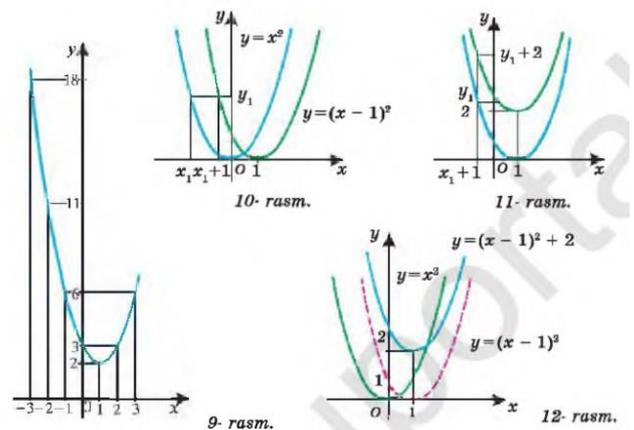 y
18
11
6
3
2
-3 -2 -1 0 1 2 3 x
9- rasm.
y
y=x²
y₁
y=(x − 1)²
x₁ x₁+1 O 1 x
10- rasm.
y
y₁+2
y₁
2
x₁+1 O 1 x
11- rasm.
y
y=(x − 1)² + 2
y=x²
2
y=(x − 1)²
1
O 1 x
12- rasm.